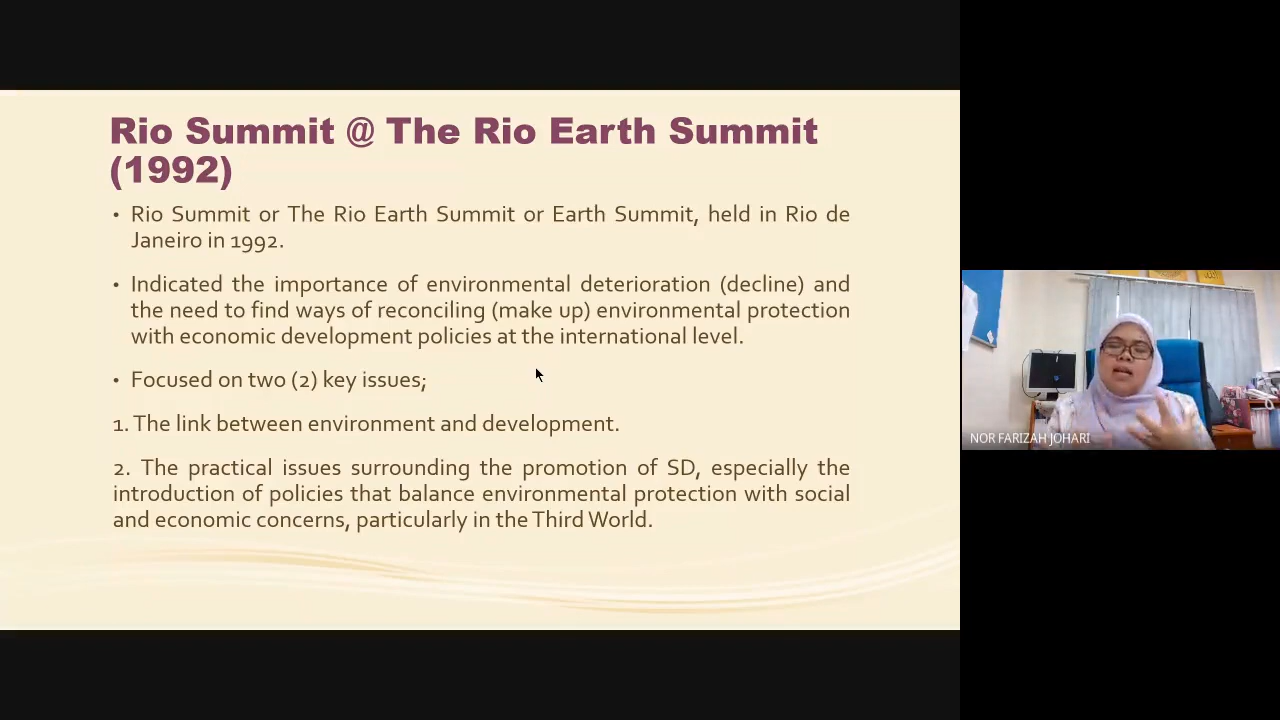 Rio Summit @ The Rio Earth Summit
(1992)
• Rio Summit or The Rio Earth Summit or Earth Summit, held in Rio de
Janeiro in 1992.
• Indicated the importance of environmental deterioration (decline) and
the need to find ways of reconciling (make up) environmental protection
with economic development policies at the international level.
• Focused on two (2) key issues;
1. The link between environment and development.
2. The practical issues surrounding the promotion of SD, especially the
introduction of policies that balance environmental protection with social
and economic concerns, particularly in the Third World.
NOR FARIZAH JOHARI